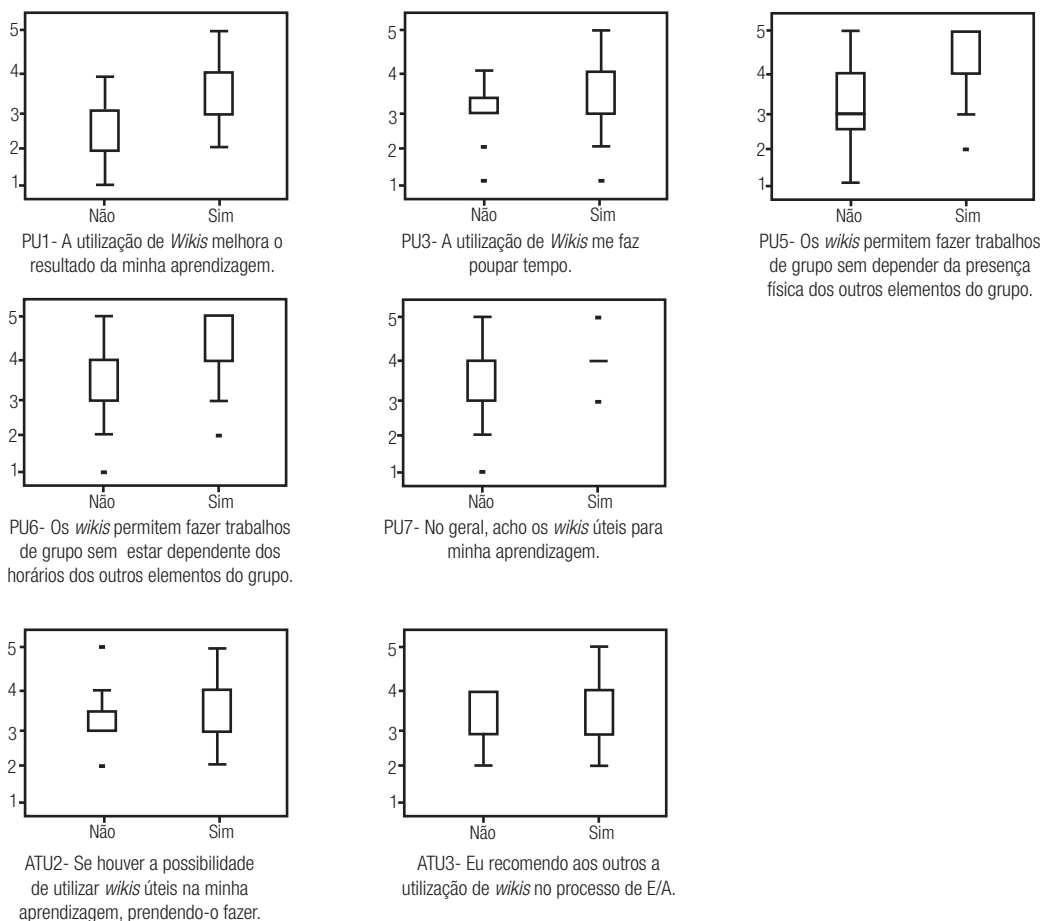 5
4
3
2
1
Não Sim
PU1- A utilização de Wikis melhora o
resultado da minha aprendizagem.
5
4
3
2
1
Não Sim
PU3- A utilização de Wikis me faz
poupar tempo.
5
4
3
2
1
Não Sim
PU5- Os wikis permitem fazer trabalhos
de grupo sem depender da presença
física dos outros elementos do grupo.
5
4
3
2
1
Não Sim
PU6- Os wikis permitem fazer trabalhos
de grupo sem estar dependente dos
horários dos outros elementos do grupo.
5
4
3
2
1
Não Sim
PU7- No geral, acho os wikis úteis para
minha aprendizagem.
5
4
3
2
1
Não Sim
ATU2- Se houver a possibilidade
de utilizar wikis úteis na minha
aprendizagem, prendendo-o fazer.
5
4
3
2
1
Não Sim
ATU3- Eu recomendo aos outros a
utilização de wikis no processo de E/A.